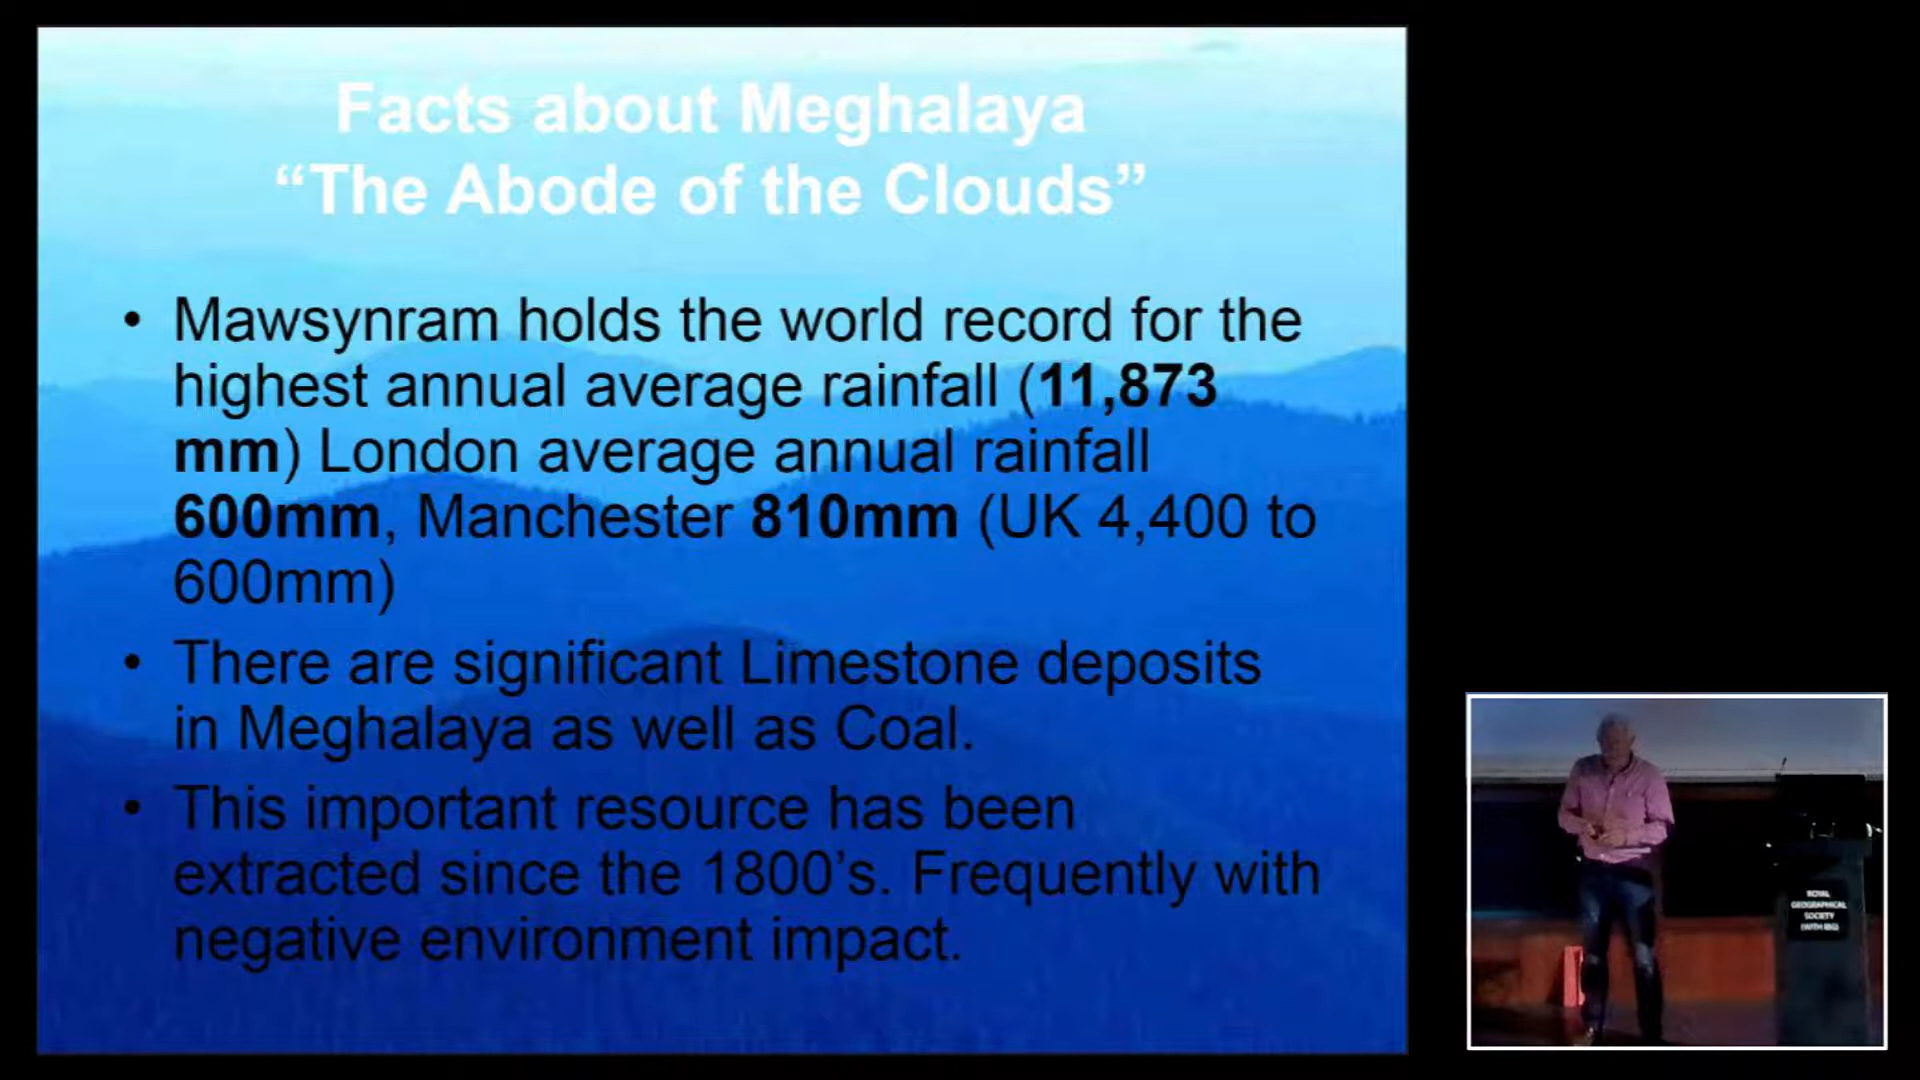 Facts about Meghalaya
“The Abode of the Clouds”
• Mawsynram holds the world record for the
highest annual average rainfall (11,873
mm) London average annual rainfall
600mm, Manchester 810mm (UK 4,400 to
600mm)
• There are significant Limestone deposits
in Meghalaya as well as Coal.
• This important resource has been
extracted since the 1800’s. Frequently with
negative environment impact.
ROYAL
GEOGRAPHICAL
SOCIETY
(WITH IBG)